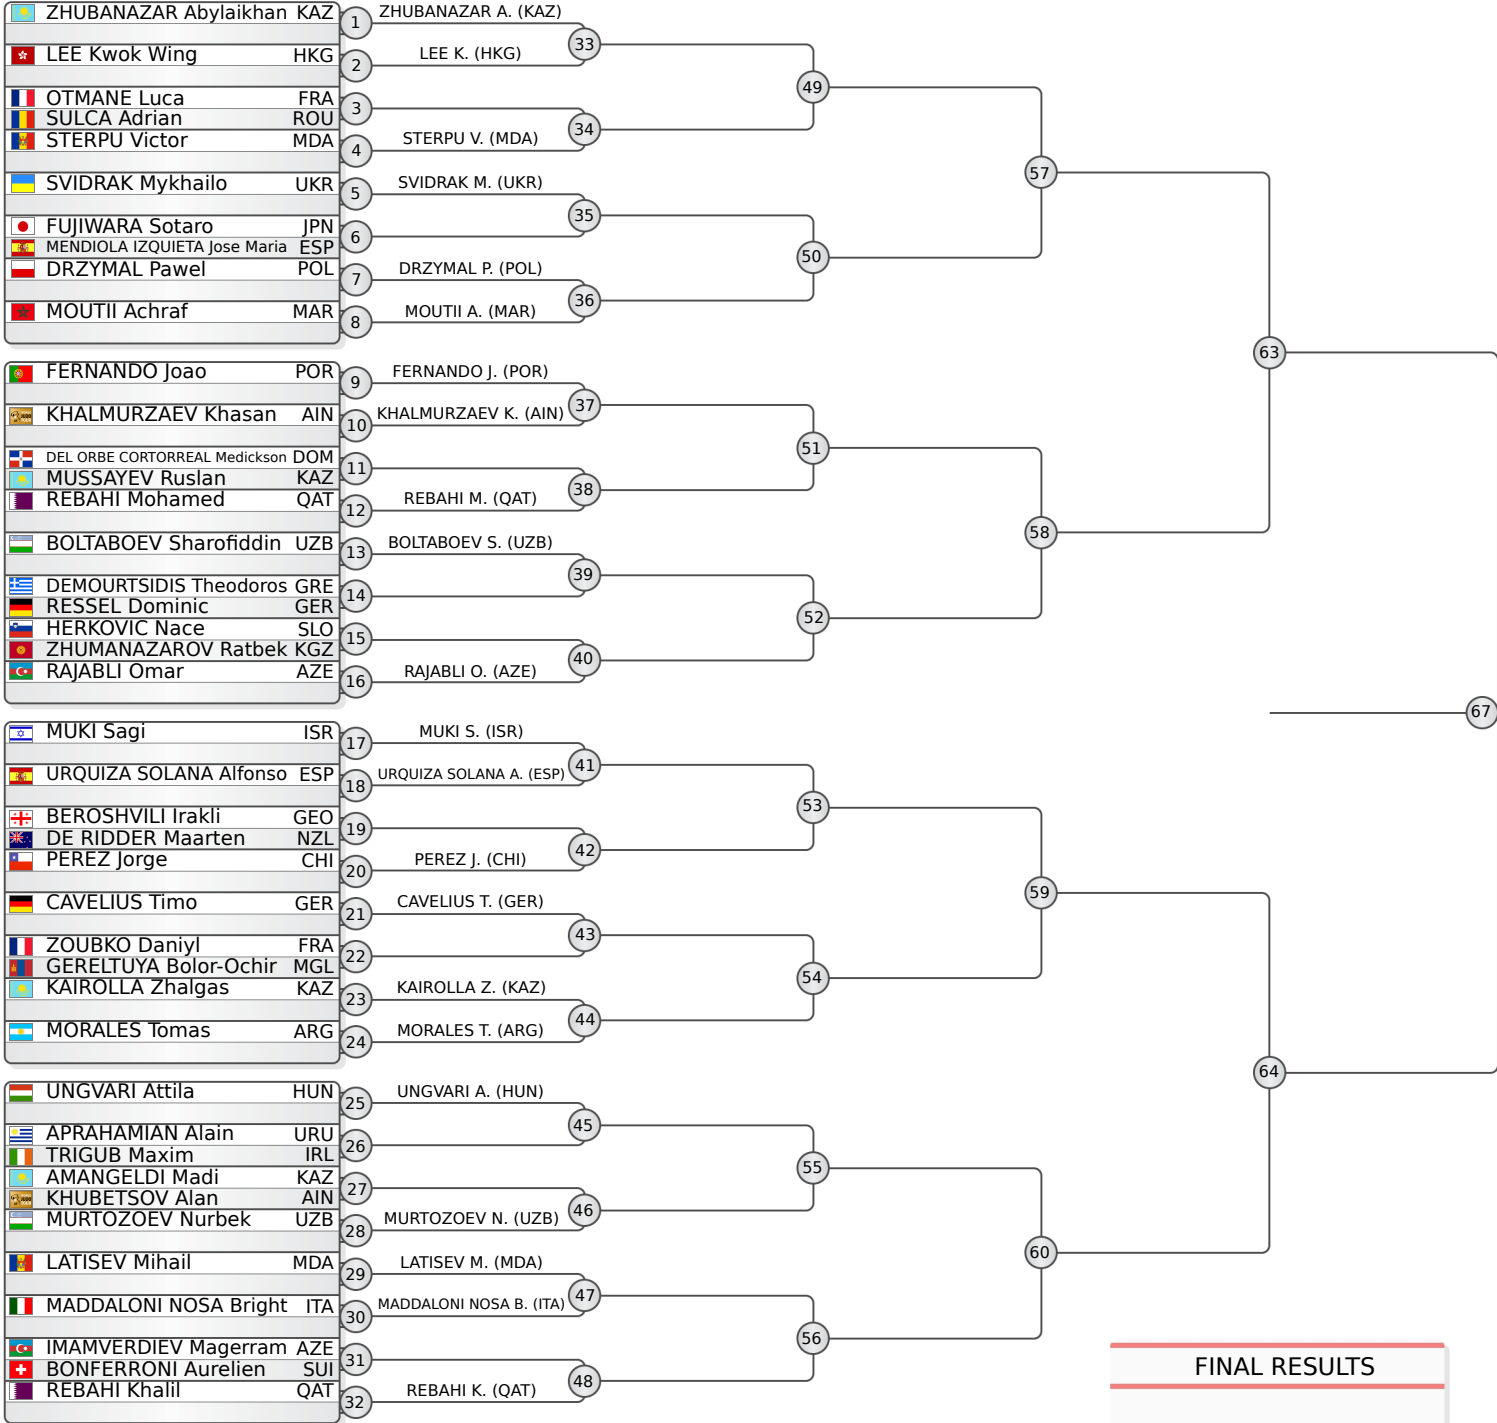 ZHUBANAZAR Abylaikhan KAZ
1
ZHUBANAZAR A. (KAZ)
33
LEE Kwok Wing HKG
2
LEE K. (HKG)
49
OTMANE Luca FRA
3
SULCA Adrian ROU
34
STERPU Victor MDA
4
STERPU V. (MDA)
57
SVIDRAK Mykhailo UKR
5
SVIDRAK M. (UKR)
35
FUJIWARA Sotaro JPN
6
MENDIOLA IZQUIETA Jose Maria ESP
50
DRZYMAL Pawel POL
7
DRZYMAL P. (POL)
36
MOUTII Achraf MAR
8
MOUTII A. (MAR)
63
FERNANDO Joao POR
9
FERNANDO J. (POR)
37
KHALMURZAEV Khasan AIN
10
KHALMURZAEV K. (AIN)
51
DEL ORBE CORTORREAL Medickson DOM
11
MUSSAYEV Ruslan KAZ
38
REBAHI Mohamed QAT
12
REBAHI M. (QAT)
58
BOLTABOEV Sharofiddin UZB
13
BOLTABOEV S. (UZB)
39
DEMOURTSIDIS Theodoros GRE
14
RESSEL Dominic GER
52
HERKOVIC Nace SLO
15
ZHUMANAZAROV Ratbek KGZ
40
RAJABLI Omar AZE
16
RAJABLI O. (AZE)
67
MUKI Sagi ISR
17
MUKI S. (ISR)
41
URQUIZA SOLANA Alfonso ESP
18
URQUIZA SOLANA A. (ESP)
53
BEROSHVILI Irakli GEO
19
DE RIDDER Maarten NZL
42
PEREZ Jorge CHI
20
PEREZ J. (CHI)
59
CAVELIUS Timo GER
21
CAVELIUS T. (GER)
43
ZOUBKO Daniyl FRA
22
GERELTUYA Bolor-Ochir MGL
54
KAIROLLA Zhalgas KAZ
23
KAIROLLA Z. (KAZ)
44
MORALES Tomas ARG
24
MORALES T. (ARG)
64
UNGVARI Attila HUN
25
UNGVARI A. (HUN)
45
APRAHAMIAN Alain URU
26
TRIGUB Maxim IRL
55
AMANGELDI Madi KAZ
27
KHUBETSOV Alan AIN
46
MURTOZOEV Nurbek UZB
28
MURTOZOEV N. (UZB)
60
LATISEV Mihail MDA
29
LATISEV M. (MDA)
47
MADDALONI NOSA Bright ITA
30
MADDALONI NOSA B. (ITA)
56
IMAMVERDIEV Magerram AZE
31
BONFERRONI Aurelien SUI
48
REBAHI Khalil QAT
32
REBAHI K. (QAT)
FINAL RESULTS